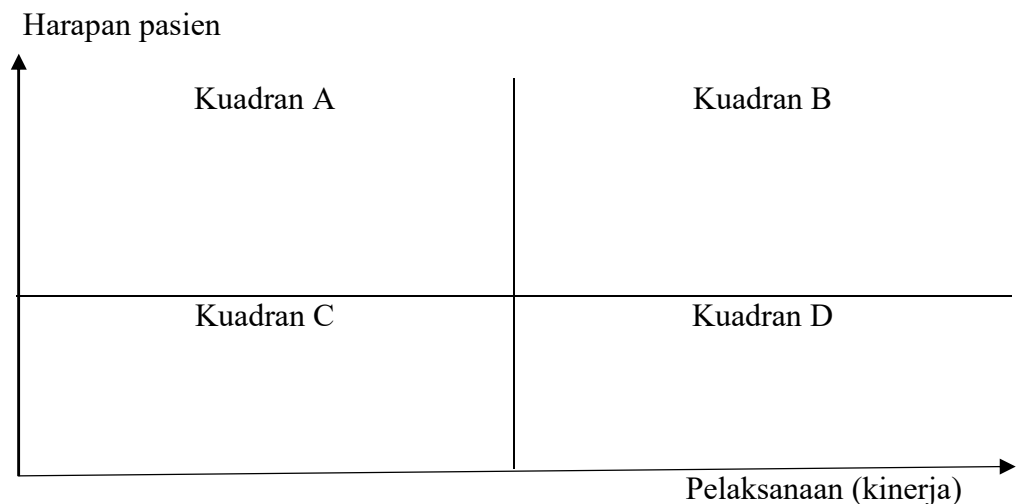 Harapan pasien
Kuadran A
Kuadran B
Kuadran C
Kuadran D
Pelaksanaan (kinerja)